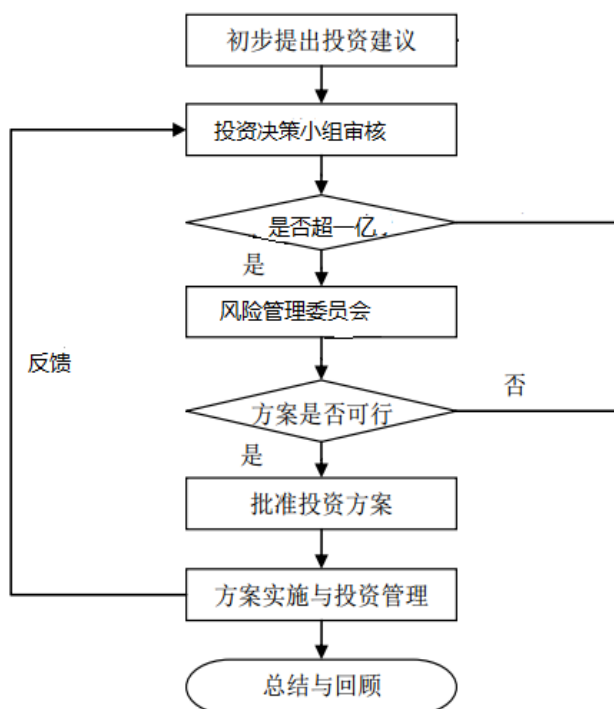 初步提出投资建议
投资决策小组审核
是否超一亿
是
风险管理委员会
反馈
方案是否可行
否
是
批准投资方案
方案实施与投资管理
总结与回顾